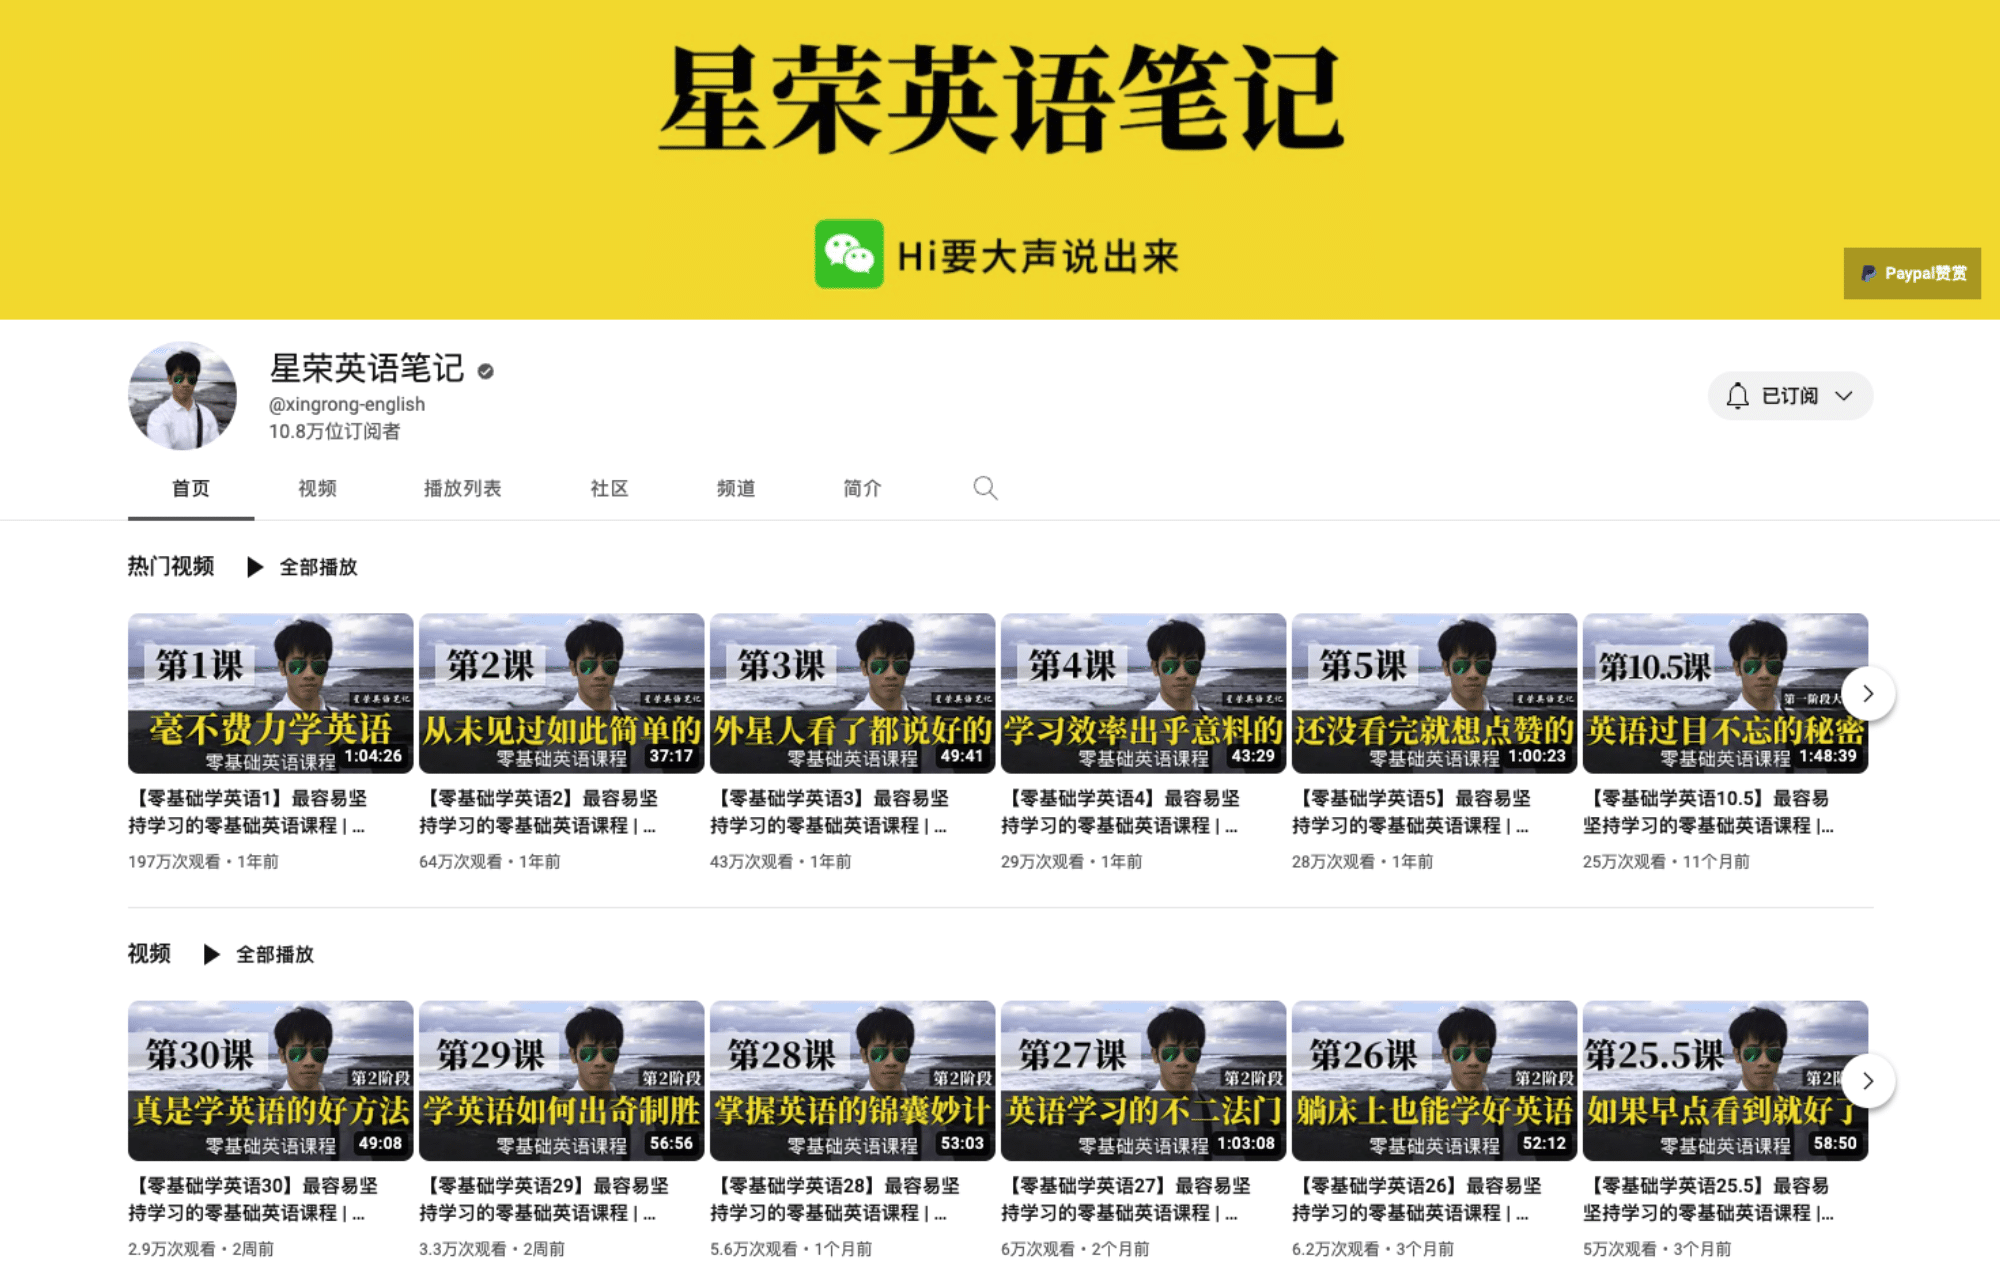 星荣英语笔记
Hi要大声说出来
Paypal赞赏
星荣英语笔记
@xingrong-english
10.8万位订阅者
已订阅
首页 视频 播放列表 社区 频道 简介
热门视频 全部播放
第1课
星荣英语笔记
毫不费力学英语
零基础英语课程 1:04:26
【零基础学英语1】最容易坚
持学习的零基础英语课程 | ...
197万次观看・1年前
第2课
星荣英语笔记
从未见过如此简单的
零基础英语课程 37:17
【零基础学英语2】最容易坚
持学习的零基础英语课程 | ...
64万次观看・1年前
第3课
星荣英语笔记
外星人看了都说好的
零基础英语课程 49:41
【零基础学英语3】最容易坚
持学习的零基础英语课程 | ...
43万次观看・1年前
第4课
星荣英语笔记
学习效率出乎意料的
零基础英语课程 43:29
【零基础学英语4】最容易坚
持学习的零基础英语课程 | ...
29万次观看・1年前
第5课
星荣英语笔记
还没看完就想点赞的
零基础英语课程 1:00:23
【零基础学英语5】最容易坚
持学习的零基础英语课程 | ...
28万次观看・1年前
第10.5课
第一阶段大
英语过目不忘的秘密
零基础英语课程 1:48:39
【零基础学英语10.5】最容易
坚持学习的零基础英语课程 |...
25万次观看・11个月前
视频 全部播放
第30课
第2阶段
真是学英语的好方法
零基础英语课程 49:08
【零基础学英语30】最容易坚
持学习的零基础英语课程 | ...
2.9万次观看・2周前
第29课
第2阶段
学英语如何出奇制胜
零基础英语课程 56:56
【零基础学英语29】最容易坚
持学习的零基础英语课程 | ...
3.3万次观看・2周前
第28课
第2阶段
掌握英语的锦囊妙计
零基础英语课程 53:03
【零基础学英语28】最容易坚
持学习的零基础英语课程 | ...
5.6万次观看・1个月前
第27课
第2阶段
英语学习的不二法门
零基础英语课程 1:03:08
【零基础学英语27】最容易坚
持学习的零基础英语课程 | ...
6万次观看・2个月前
第26课
第2阶段
躺床上也能学好英语
零基础英语课程 52:12
【零基础学英语26】最容易坚
持学习的零基础英语课程 | ...
6.2万次观看・3个月前
第25.5课
第2
如果早点看到就好了
零基础英语课程 58:50
【零基础学英语25.5】最容易
坚持学习的零基础英语课程 |...
5万次观看・3个月前